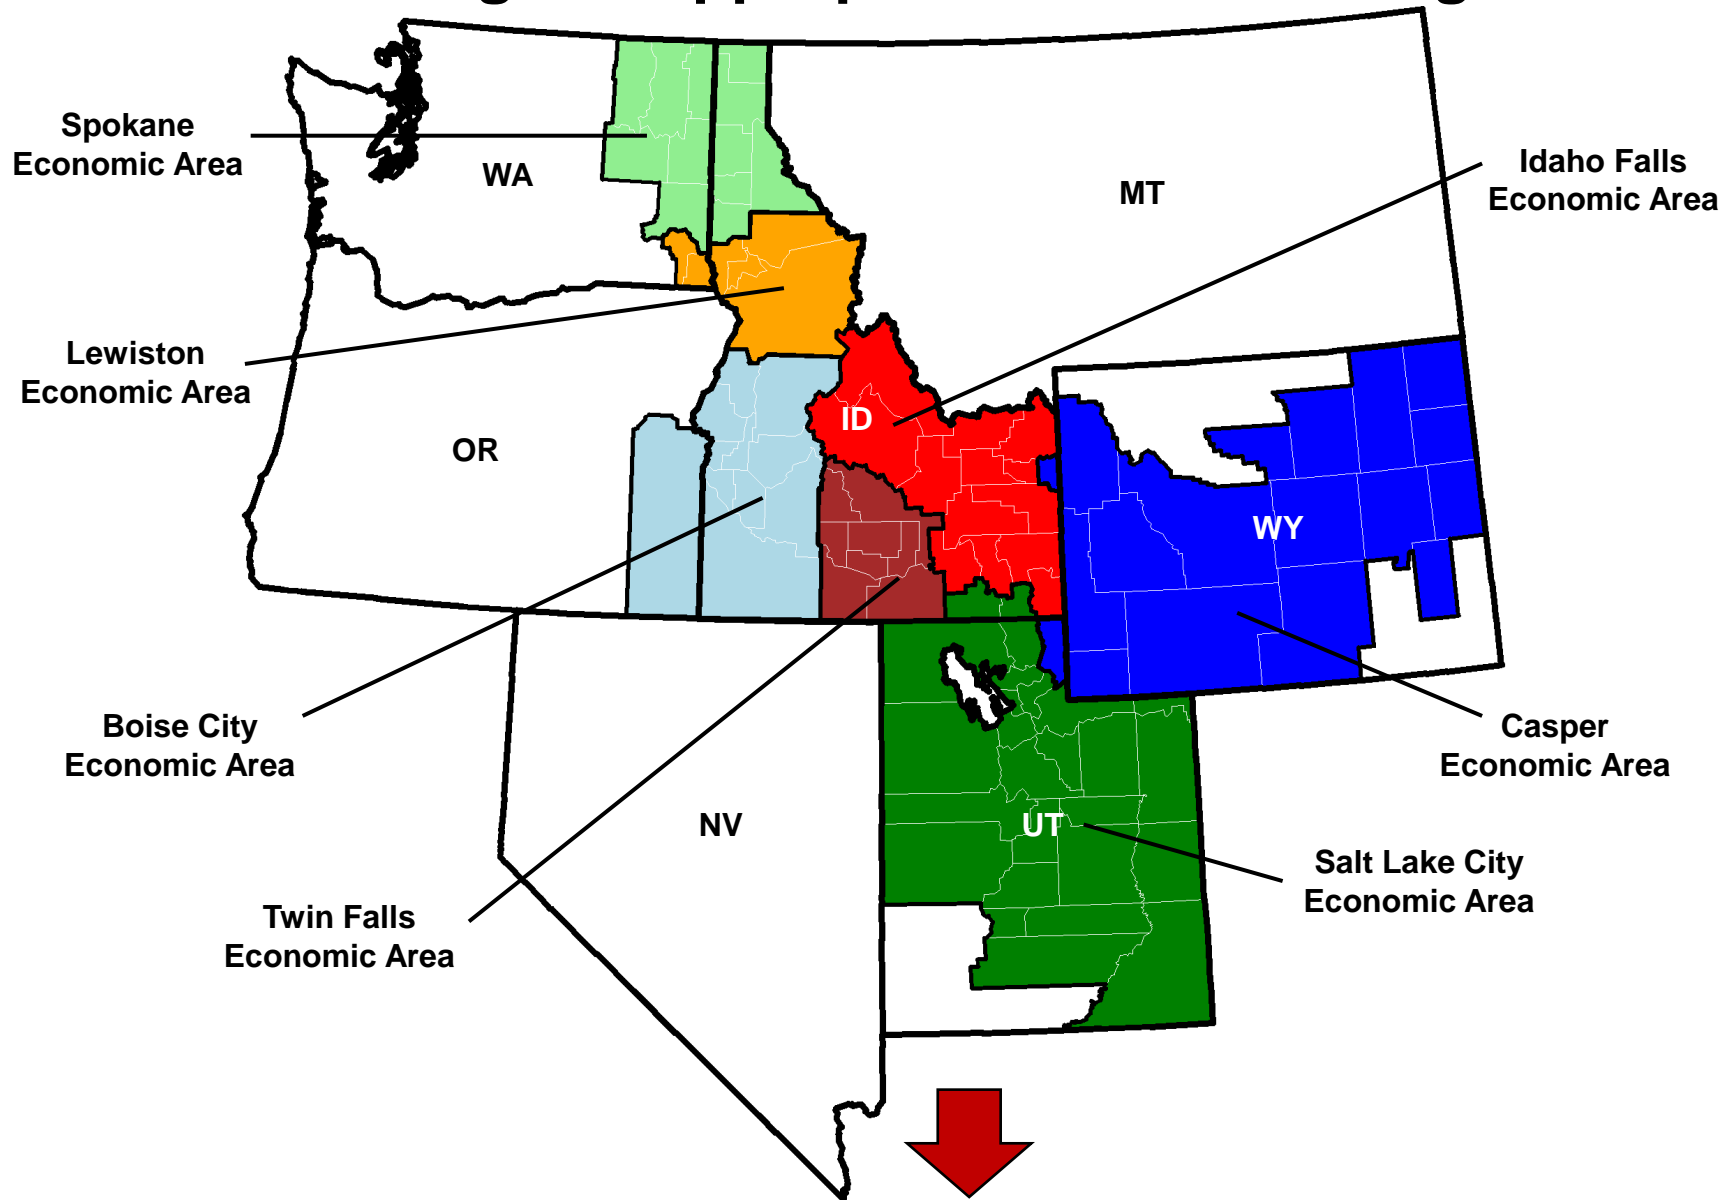 Spokane
Economic Area
WA
MT
Idaho Falls
Economic Area
Lewiston
Economic Area
OR
ID
WY
Boise City
Economic Area
Casper
Economic Area
NV
UT
Salt Lake City
Economic Area
Twin Falls
Economic Area